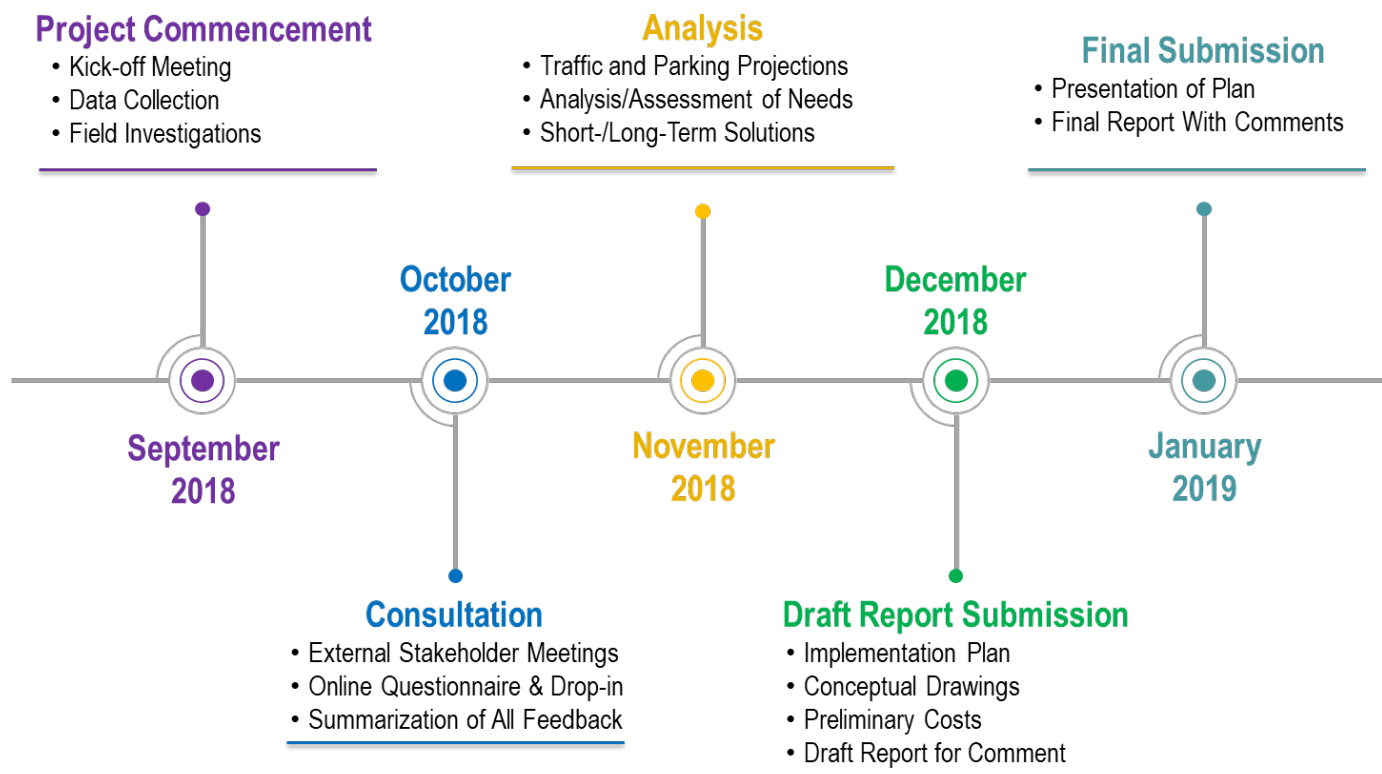 Project Commencement
• Kick-off Meeting
• Data Collection
• Field Investigations
September
2018
October
2018
Consultation
• External Stakeholder Meetings
• Online Questionnaire & Drop-in
• Summarization of All Feedback
Analysis
• Traffic and Parking Projections
• Analysis/Assessment of Needs
• Short-/Long-Term Solutions
November
2018
December
2018
Draft Report Submission
• Implementation Plan
• Conceptual Drawings
• Preliminary Costs
• Draft Report for Comment
Final Submission
• Presentation of Plan
• Final Report With Comments
January
2019